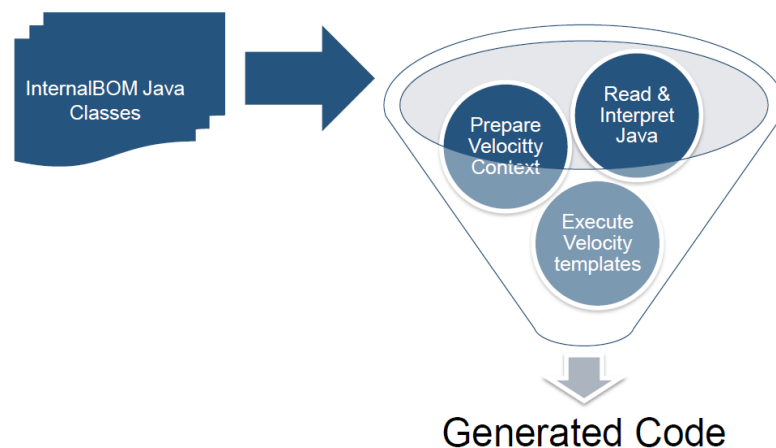 InternalBOM Java
Classes
Read &
Interpret
Java
Prepare
Velocitty
Context
Execute
Velocity
templates
Generated Code